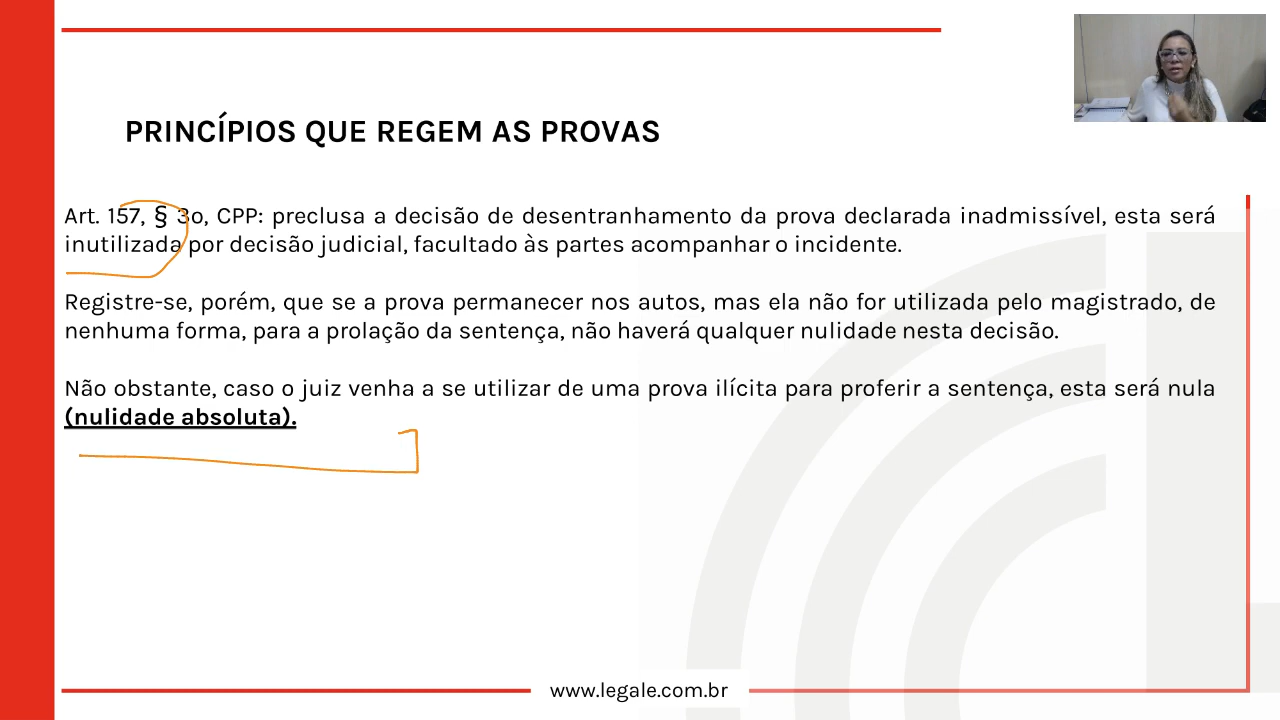 PRINCÍPIOS QUE REGEM AS PROVAS
Art. 157, § 3o, CPP: preclusa a decisão de desentranhamento da prova declarada inadmissível, esta será
inutilizada por decisão judicial, facultado às partes acompanhar o incidente.
Registre-se, porém, que se a prova permanecer nos autos, mas ela não for utilizada pelo magistrado, de
nenhuma forma, para a prolação da sentença, não haverá qualquer nulidade nesta decisão.
Não obstante, caso o juiz venha a se utilizar de uma prova ilícita para proferir a sentença, esta será nula
(nulidade absoluta).
www.legale.com.br